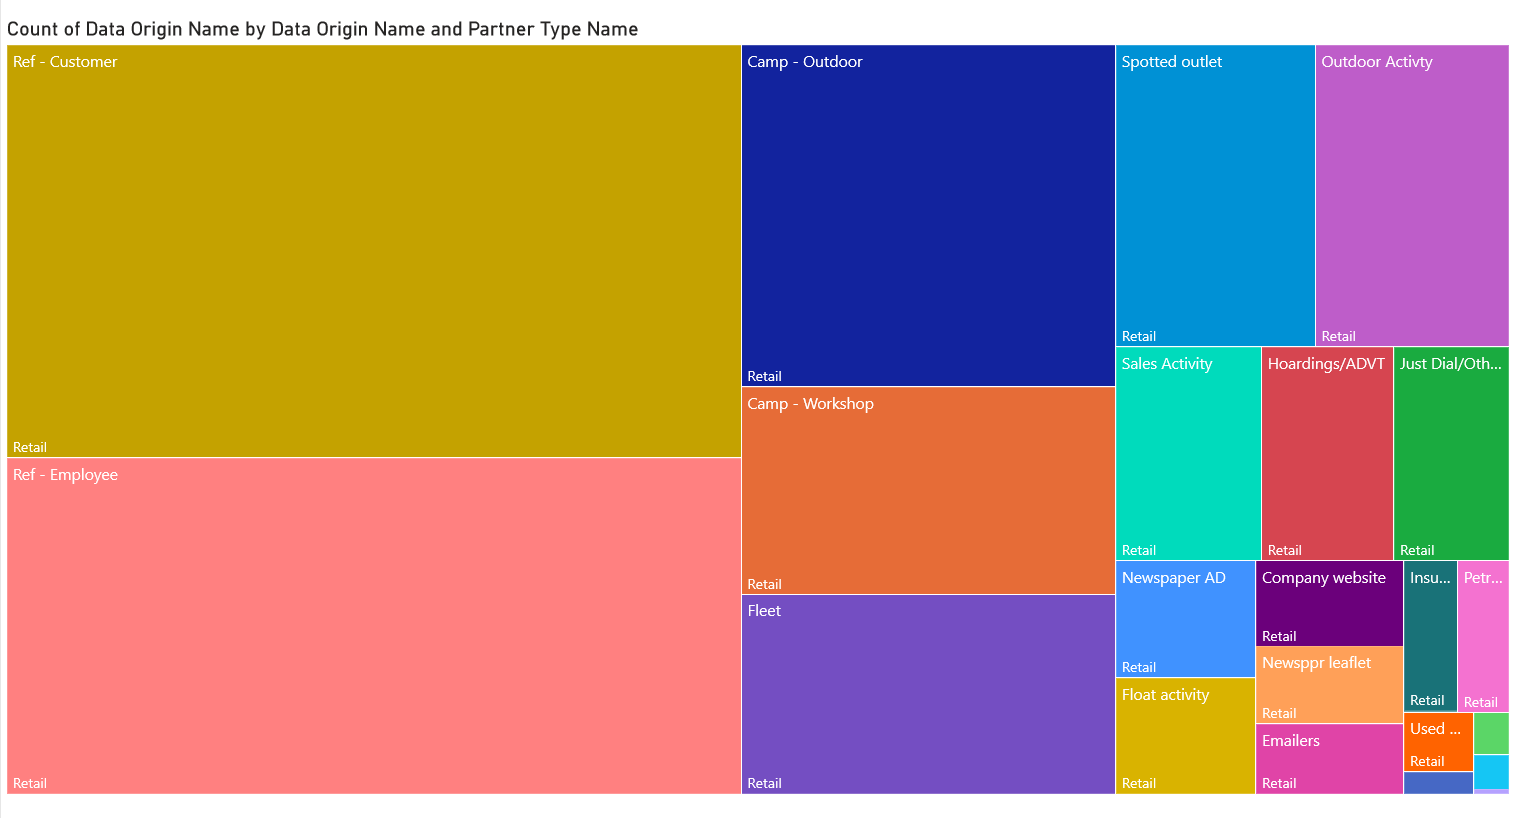 Count of Data Origin Name by Data Origin Name and Partner Type Name
Ref - Customer
Retail
Ref - Employee
Retail
Camp - Outdoor
Retail
Camp - Workshop
Retail
Fleet
Retail
Spotted outlet
Retail
Outdoor Activty
Retail
Sales Activity
Retail
Hoardings/ADVT
Retail
Just Dial/Oth...
Retail
Newspaper AD
Retail
Float activity
Retail
Company website
Retail
Newsppr leaflet
Retail
Emailers
Retail
Insu...
Retail
Petr...
Retail
Used ...
Retail